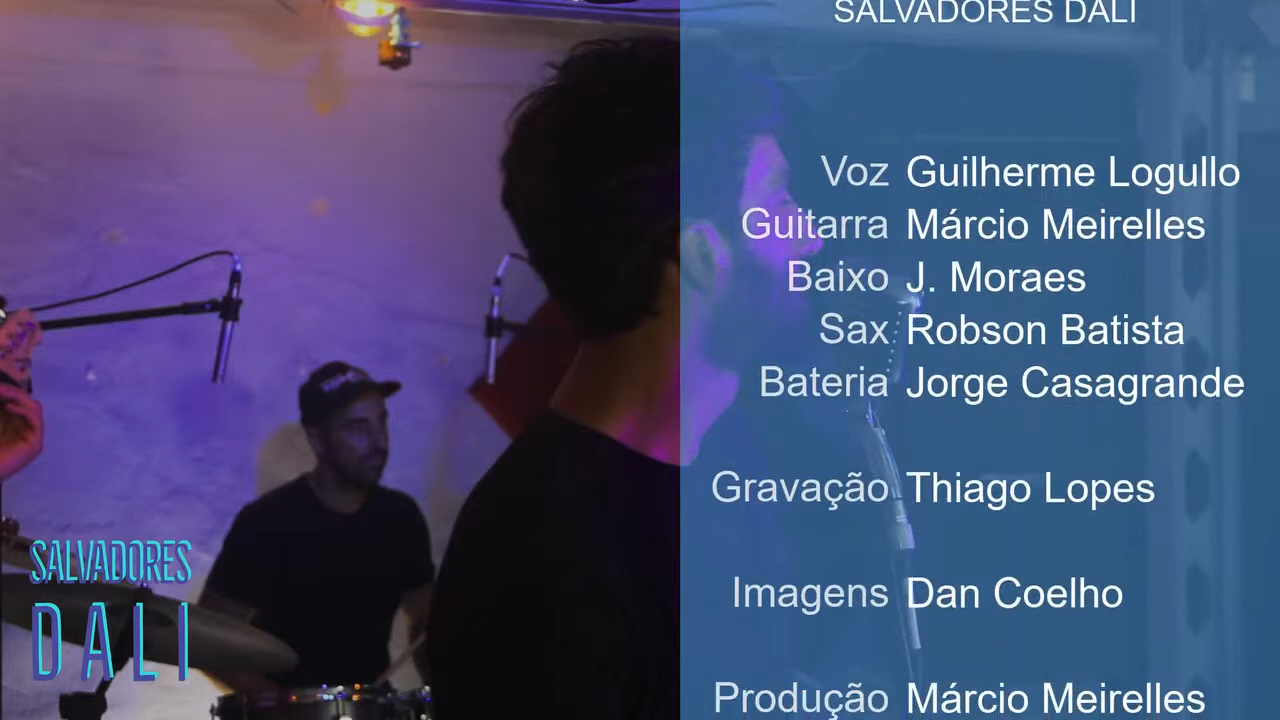 SALVADORES DALI
Voz Guilherme Logullo
Guitarra Márcio Meirelles
Baixo J. Moraes
Sax Robson Batista
Bateria Jorge Casagrande
Gravação Thiago Lopes
Imagens Dan Coelho
Produção Márcio Meirelles
SALVADORES
DALI